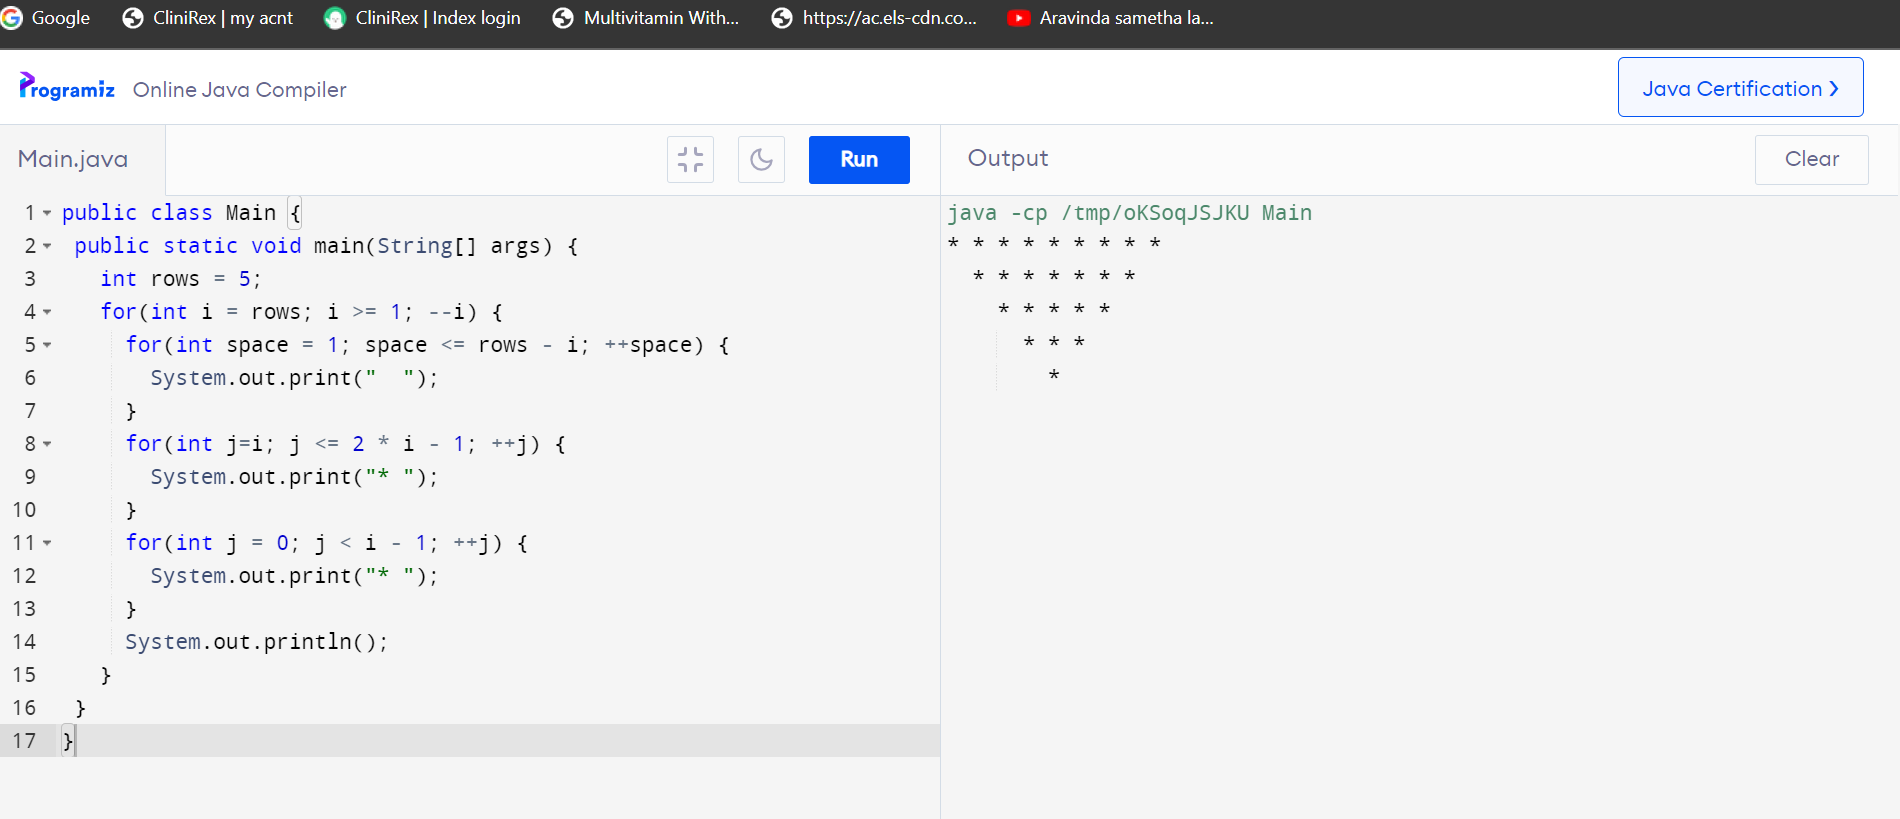 Google CliniRex | my acnt CliniRex | Index login Multivitamin With... https://ac.els-cdn.co... Aravinda sametha la...
Programiz Online Java Compiler Java Certification ❯
Main.java Run Output Clear
1 public class Main {
2  public static void main(String[] args) {
3    int rows = 5;
4    for(int i = rows; i >= 1; --i) {
5      for(int space = 1; space <= rows - i; ++space) {
6        System.out.print("  ");
7      }
8      for(int j=i; j <= 2 * i - 1; ++j) {
9        System.out.print("* ");
10      }
11      for(int j = 0; j < i - 1; ++j) {
12        System.out.print("* ");
13      }
14      System.out.println();
15    }
16  }
17 }
java -cp /tmp/oKSoqJSJKU Main
* * * * * * * * *
  * * * * * * *
    * * * * *
      * * *
        *